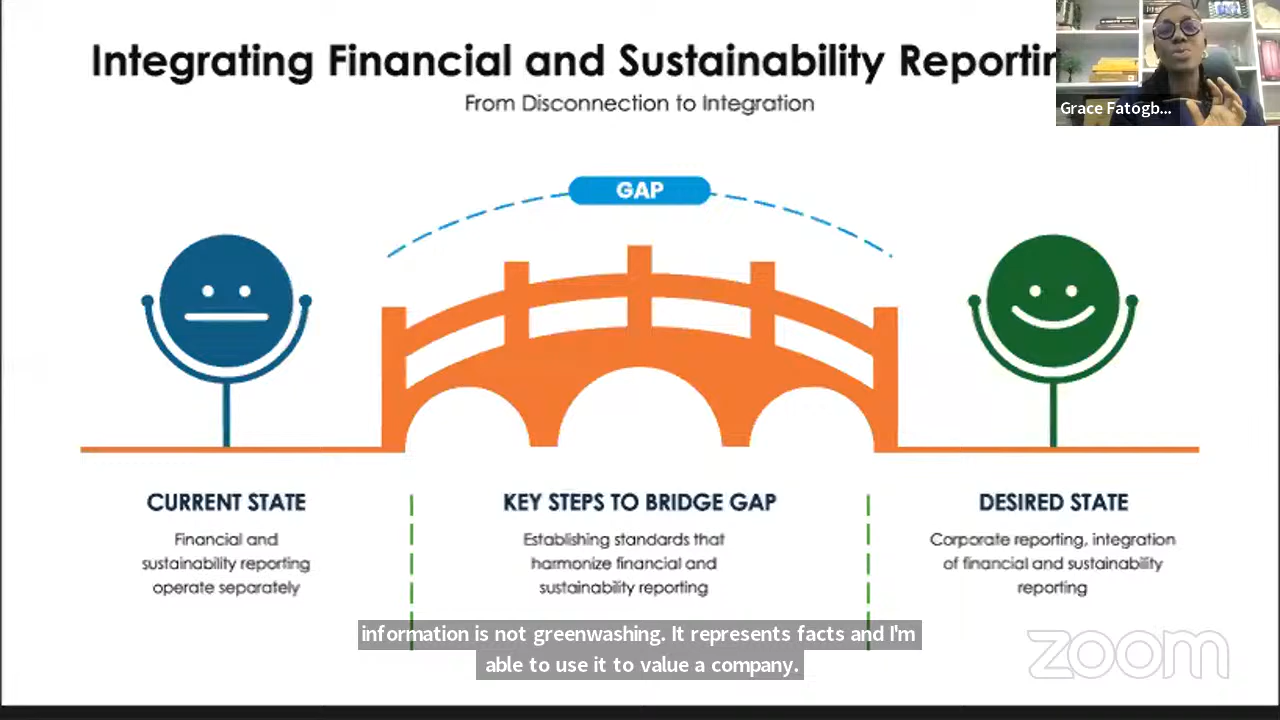 Integrating Financial and Sustainability Reportin
From Disconnection to Integration
Grace Fatogb...
GAP
CURRENT STATE
Financial and
sustainability reporting
operate separately
KEY STEPS TO BRIDGE GAP
Establishing standards that
harmonize financial and
sustainability reporting
DESIRED STATE
Corporate reporting, integration
of financial and sustainability
reporting
information is not greenwashing. It represents facts and I'm
able to use it to value a company.
zoom